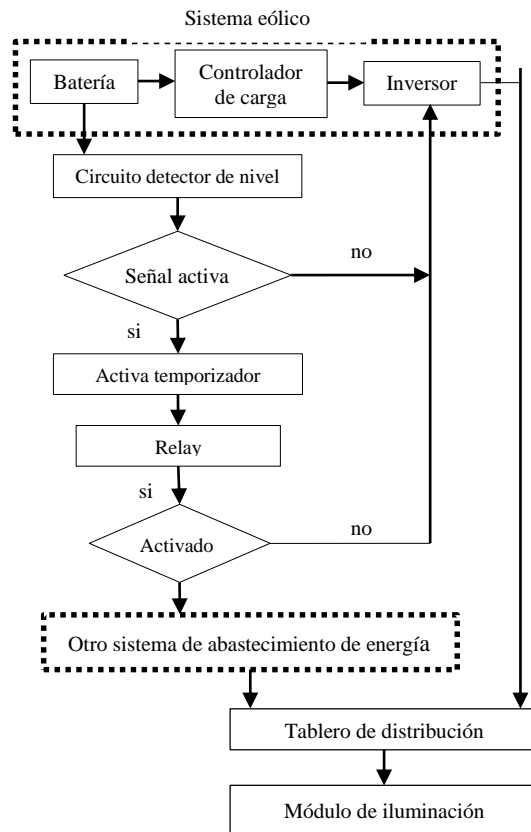 Sistema eólico
Batería
Controlador
de carga
Inversor
Circuito detector de nivel
Señal activa
no
si
Activa temporizador
Relay
si
Activado
no
Otro sistema de abastecimiento de energía
Tablero de distribución
Módulo de iluminación